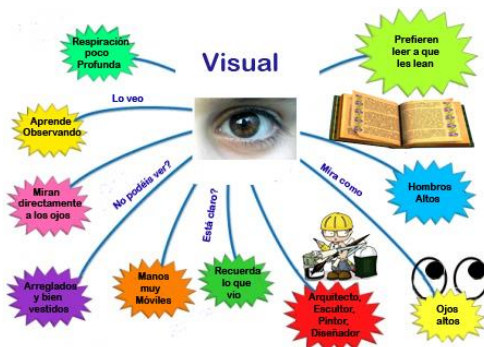 Visual
Respiración
poco
Profunda
Prefieren
leer a que
les lean
Lo veo
Aprende
Observando
Miran
directamente
a los ojos
No podéis ver?
Está claro?
Mira como
Hombros
Altos
Arreglados
y bien
vestidos
Manos
muy
Móviles
Recuerda
lo que
vio
Arquitecto,
Escultor,
Pintor,
Diseñador
Ojos
altos